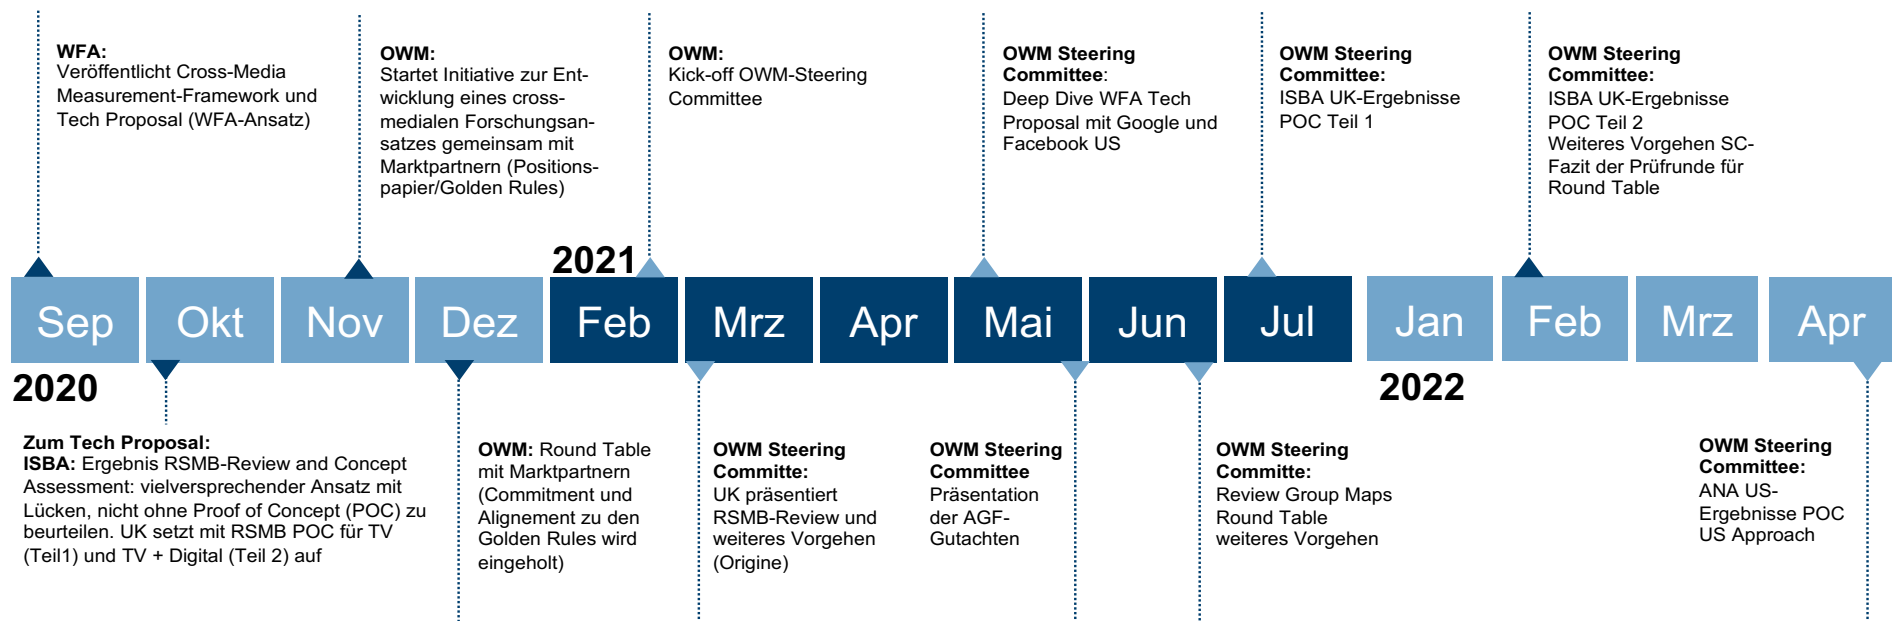 WFA:
Veröffentlicht Cross-Media
Measurement-Framework und
Tech Proposal (WFA-Ansatz)
OWM:
Startet Initiative zur Ent-
wicklung eines cross-
medialen Forschungsan-
satzes gemeinsam mit
Marktpartnern (Positions-
papier/Golden Rules)
OWM:
Kick-off OWM-Steering
Committee
OWM Steering
Committee:
Deep Dive WFA Tech
Proposal mit Google und
Facebook US
OWM Steering
Committee:
ISBA UK-Ergebnisse
POC Teil 1
OWM Steering
Committee:
ISBA UK-Ergebnisse
POC Teil 2
Weiteres Vorgehen SC-
Fazit der Prüfrunde für
Round Table
2021
Sep
Okt
Nov
Dez
Feb
Mrz
Apr
Mai
Jun
Jul
Jan
Feb
Mrz
Apr
2020
2022
Zum Tech Proposal:
ISBA: Ergebnis RSMB-Review and Concept
Assessment: vielversprechender Ansatz mit
Lücken, nicht ohne Proof of Concept (POC) zu
beurteilen. UK setzt mit RSMB POC für TV
(Teil1) und TV + Digital (Teil 2) auf
OWM: Round Table
mit Marktpartnern
(Commitment und
Alignement zu den
Golden Rules wird
eingeholt)
OWM Steering
Committe:
UK präsentiert
RSMB-Review und
weiteres Vorgehen
(Origine)
OWM Steering
Committee
Präsentation
der AGF-
Gutachten
OWM Steering
Committe:
Review Group Maps
Round Table
weiteres Vorgehen
OWM Steering
Committee:
ANA US-
Ergebnisse POC
US Approach